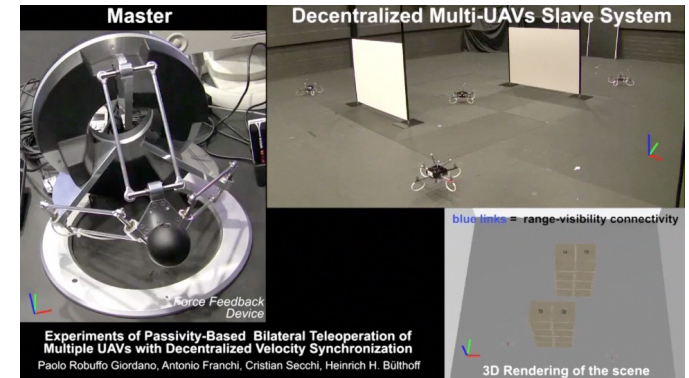 Master
Decentralized Multi-UAVs Slave System
blue links = range-visibility connectivity
Force Feedback
Device
Experiments of Passivity-Based Bilateral Teleoperation of
Multiple UAVs with Decentralized Velocity Synchronization
Paolo Robuffo Giordano, Antonio Franchi, Cristian Secchi, Heinrich H. Bülthoff
3D Rendering of the scene